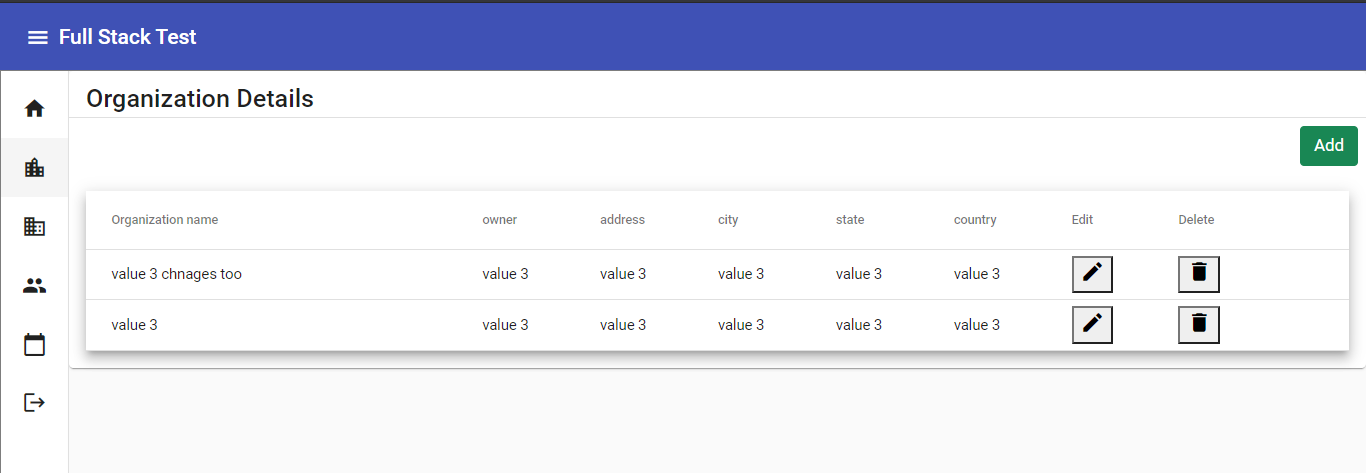 Full Stack Test
Organization Details
Add
Organization name owner address city state country Edit Delete
value 3 chnages too value 3 value 3 value 3 value 3 value 3
value 3 value 3 value 3 value 3 value 3 value 3